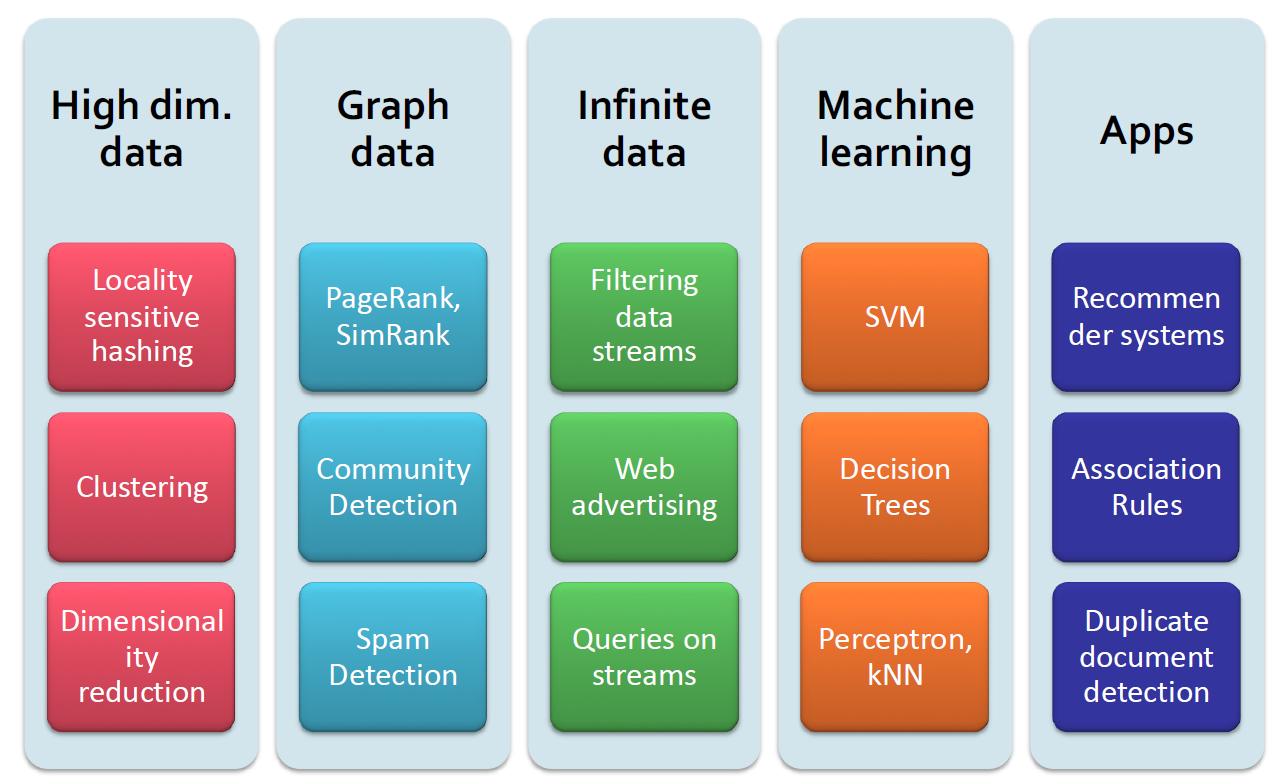 High dim.
data
Locality
sensitive
hashing
Clustering
Dimensional
ity
reduction
Graph
data
PageRank,
SimRank
Community
Detection
Spam
Detection
Infinite
data
Filtering
data
streams
Web
advertising
Queries on
streams
Machine
learning
SVM
Decision
Trees
Perceptron,
kNN
Apps
Recommen
der systems
Association
Rules
Duplicate
document
detection